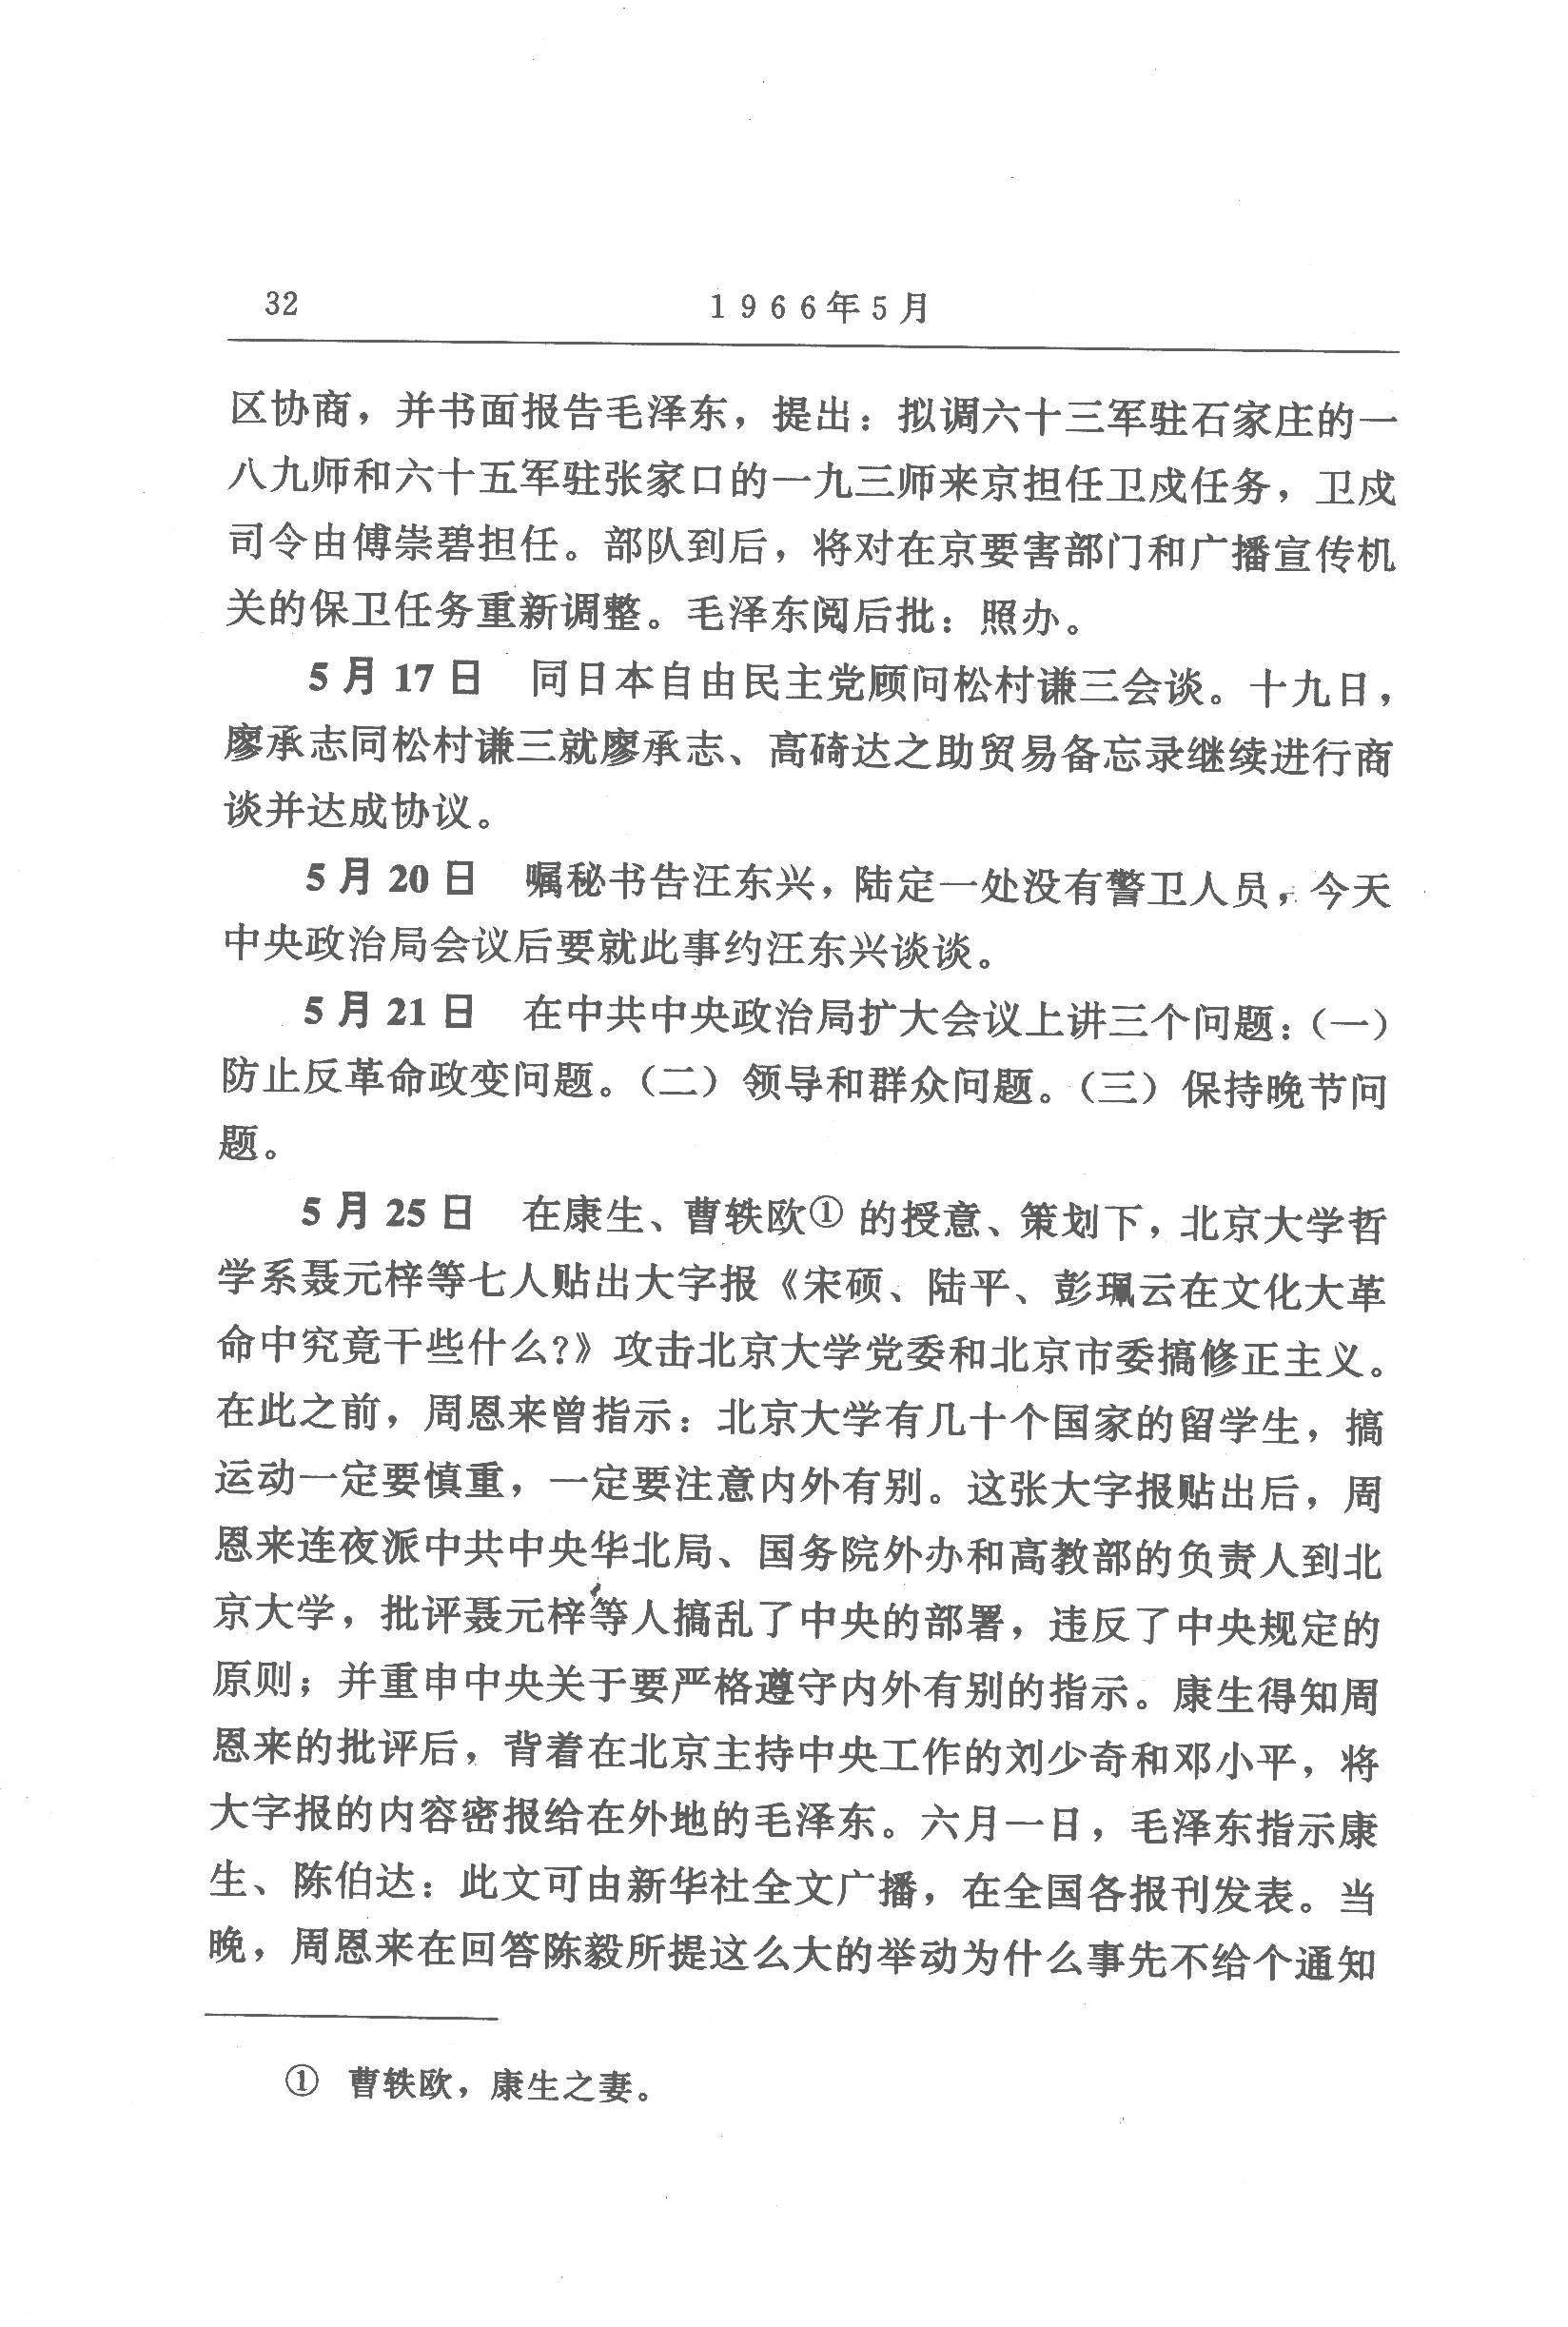 32
1966年5月
区协商，并书面报告毛泽东，提出：拟调六十三军驻石家庄的一
八九师和六十五军驻张家口的一九三师来京担任卫戍任务，卫戍
司令由傅崇碧担任。部队到后，将对在京要害部门和广播宣传机
关的保卫任务重新调整。毛泽东阅后批：照办。
5月17日　同日本自由民主党顾问松村谦三会谈。十九日，
廖承志同松村谦三就廖承志、高碕达之助贸易备忘录继续进行商
谈并达成协议。
5月20日　嘱秘书告汪东兴，陆定一处没有警卫人员，今天
中央政治局会议后要就此事约汪东兴谈谈。
5月21日　在中共中央政治局扩大会议上讲三个问题：（一）
防止反革命政变问题。（二）领导和群众问题。（三）保持晚节问
题。
5月25日　在康生、曹轶欧①的授意、策划下，北京大学哲
学系聂元梓等七人贴出大字报《宋硕、陆平、彭珮云在文化大革
命中究竟干些什么?》攻击北京大学党委和北京市委搞修正主义。
在此之前，周恩来曾指示：北京大学有几十个国家的留学生，搞
运动一定要慎重，一定要注意内外有别。这张大字报贴出后，周
恩来连夜派中共中央华北局、国务院外办和高教部的负责人到北
京大学，批评聂元梓等人搞乱了中央的部署，违反了中央规定的
原则；并重申中央关于要严格遵守内外有别的指示。康生得知周
恩来的批评后，背着在北京主持中央工作的刘少奇和邓小平，将
大字报的内容密报给在外地的毛泽东。六月一日，毛泽东指示康
生、陈伯达：此文可由新华社全文广播，在全国各报刊发表。当
晚，周恩来在回答陈毅所提这么大的举动为什么事先不给个通知
①　曹轶欧，康生之妻。